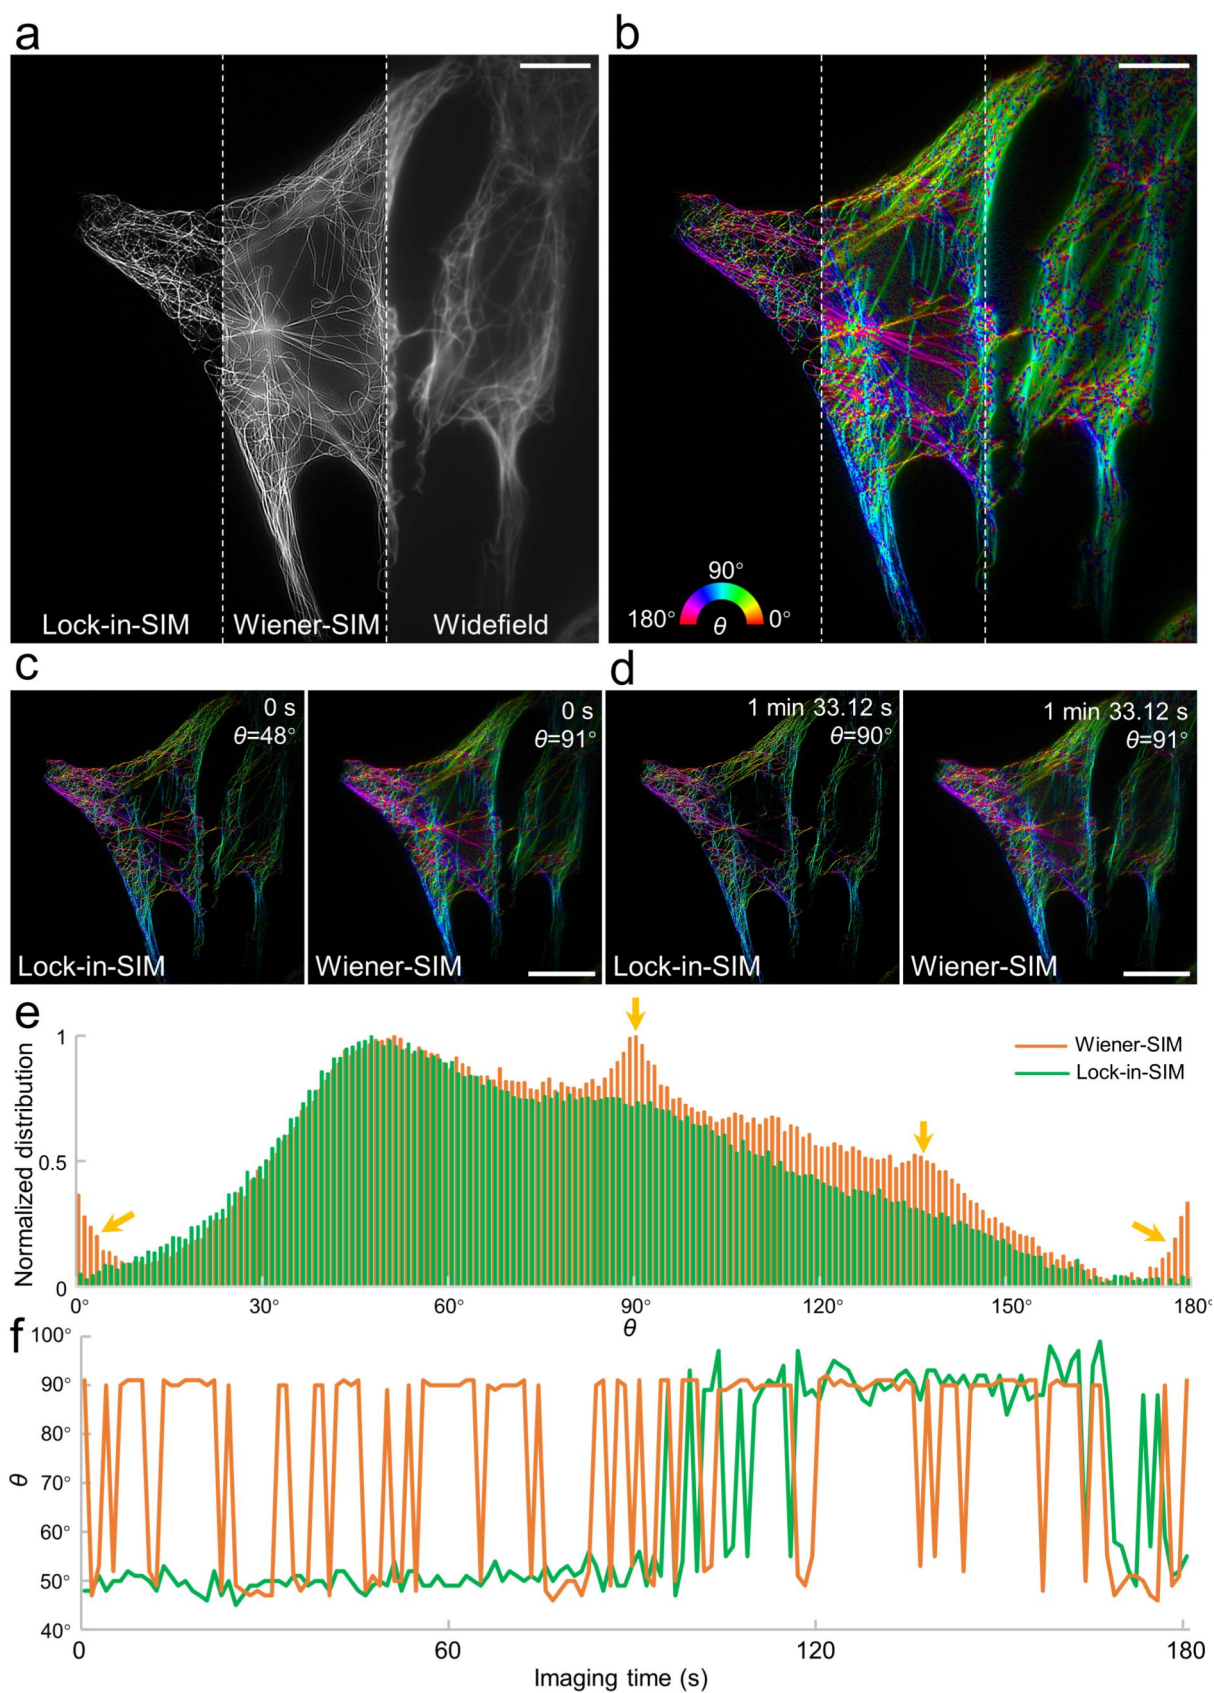 a
b
Lock-in-SIM
Wiener-SIM
Widefield
90°
180°
0°
θ
c
d
0 s
θ=48°
Lock-in-SIM
0 s
θ=91°
Wiener-SIM
1 min 33.12 s
θ=90°
Lock-in-SIM
1 min 33.12 s
θ=91°
Wiener-SIM
e
Normalized distribution
1
0.5
0
Wiener-SIM
Lock-in-SIM
0° 30° 60° 90° 120° 150° 180°
θ
f
θ
100°
90°
80°
70°
60°
50°
40°
0 60 120 180
Imaging time (s)